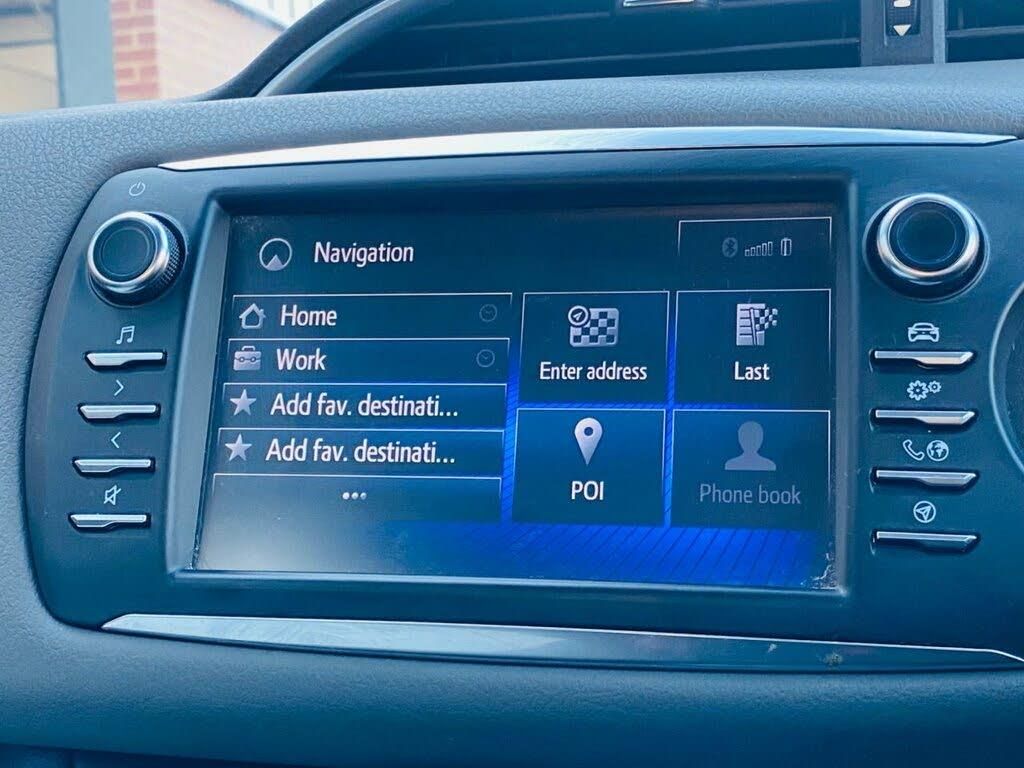 Navigation
Home
Work
Add fav. destinati...
Add fav. destinati...
Enter address
Last
POI
Phone book